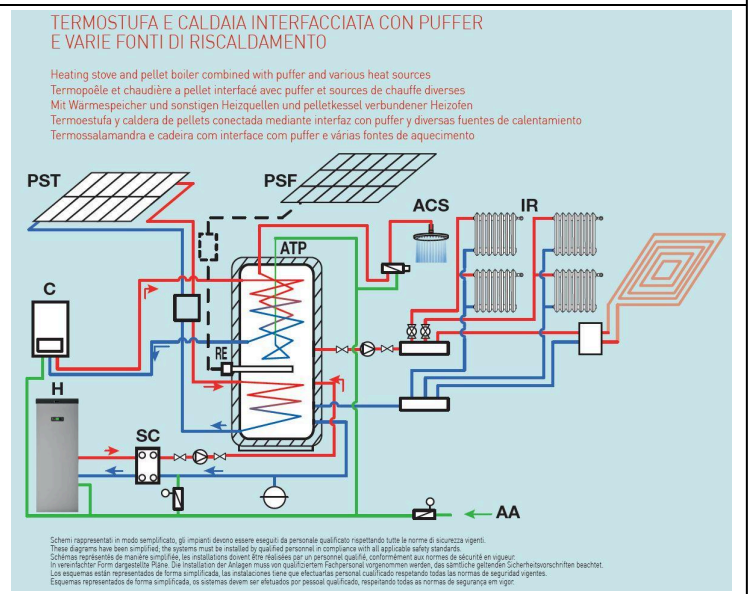 TERMOSTUFA E CALDAIA INTERFACCIATA CON PUFFER
E VARIE FONTI DI RISCALDAMENTO
Heating stove and pellet boiler combined with puffer and various heat sources
Termopoêle et chaudière a pellet interfacé avec puffer et sources de chauffe diverses
Mit Wärmespeicher und sonstigen Heizquellen und pelletkessel verbundener Heizofen
Termoestufa y caldera de pellets conectada mediante interfaz con puffer y diversas fuentes de calentamiento
Termossalamandra e cadeira com interface com puffer e várias fontes de aquecimento
PST
PSF
ACS
IR
ATP
C
RE
H
SC
AA
Schemi rappresentati in modo semplificato, gli impianti devono essere eseguiti da personale qualificato rispettando tutte le norme di sicurezza vigenti.
These diagrams have been simplified; the systems must be installed by qualified personnel in compliance with all applicable safety standards.
Schémas représentés de manière simplifiée, les installations doivent être réalisées par un personnel qualifié, conformément aux normes de sécurité en vigueur.
In vereinfachter Form dargestellte Pläne. Die Installation der Anlagen muss von qualifiziertem Fachpersonal vorgenommen werden, das sämtliche geltenden Sicherheitsvorschriften beachtet.
Los esquemas están representados de forma simplificada, las instalaciones tiene que efectuarlas personal cualificado respetando todas las normas de seguridad vigentes.
Esquemas representados de forma simplificada, os sistemas devem ser efetuados por pessoal qualificado, respeitando todas as normas de segurança em vigor.